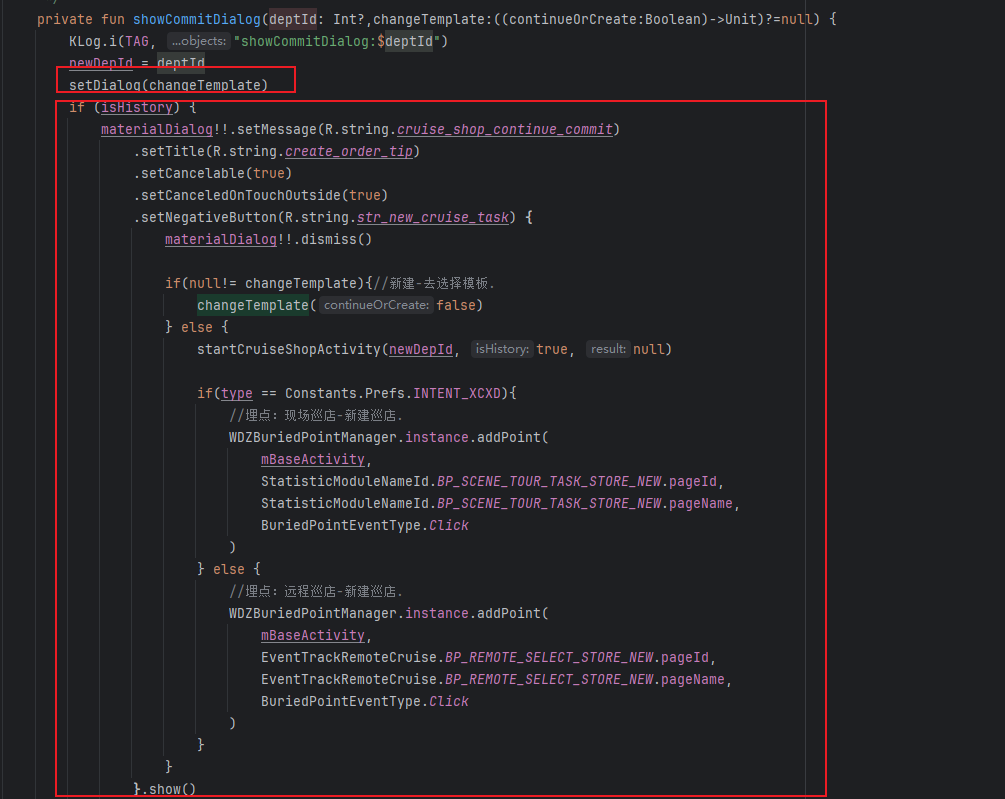 private fun showCommitDialog(deptId: Int?,changeTemplate:((continueOrCreate:Boolean)->Unit)?=null) {
KLog.i(TAG, ...objects: "showCommitDialog:$deptId")
newDepId = deptId
setDialog(changeTemplate)
if (isHistory) {
materialDialog!!.setMessage(R.string.cruise_shop_continue_commit)
.setTitle(R.string.create_order_tip)
.setCancelable(true)
.setCanceledOnTouchOutside(true)
.setNegativeButton(R.string.str_new_cruise_task) {
materialDialog!!.dismiss()
if(null!= changeTemplate){//新建-去选择模板.
changeTemplate( continueOrCreate: false)
} else {
startCruiseShopActivity(newDepId, isHistory: true, result: null)
if(type == Constants.Prefs.INTENT_XCXD){
//埋点: 现场巡店-新建巡店.
WDZBuriedPointManager.instance.addPoint(
mBaseActivity,
StatisticModuleNameId.BP_SCENE_TOUR_TASK_STORE_NEW.pageId,
StatisticModuleNameId.BP_SCENE_TOUR_TASK_STORE_NEW.pageName,
BuriedPointEventType.Click
)
} else {
//埋点: 远程巡店-新建巡店.
WDZBuriedPointManager.instance.addPoint(
mBaseActivity,
EventTrackRemoteCruise.BP_REMOTE_SELECT_STORE_NEW.pageId,
EventTrackRemoteCruise.BP_REMOTE_SELECT_STORE_NEW.pageName,
BuriedPointEventType.Click
)
}
}
}.show()